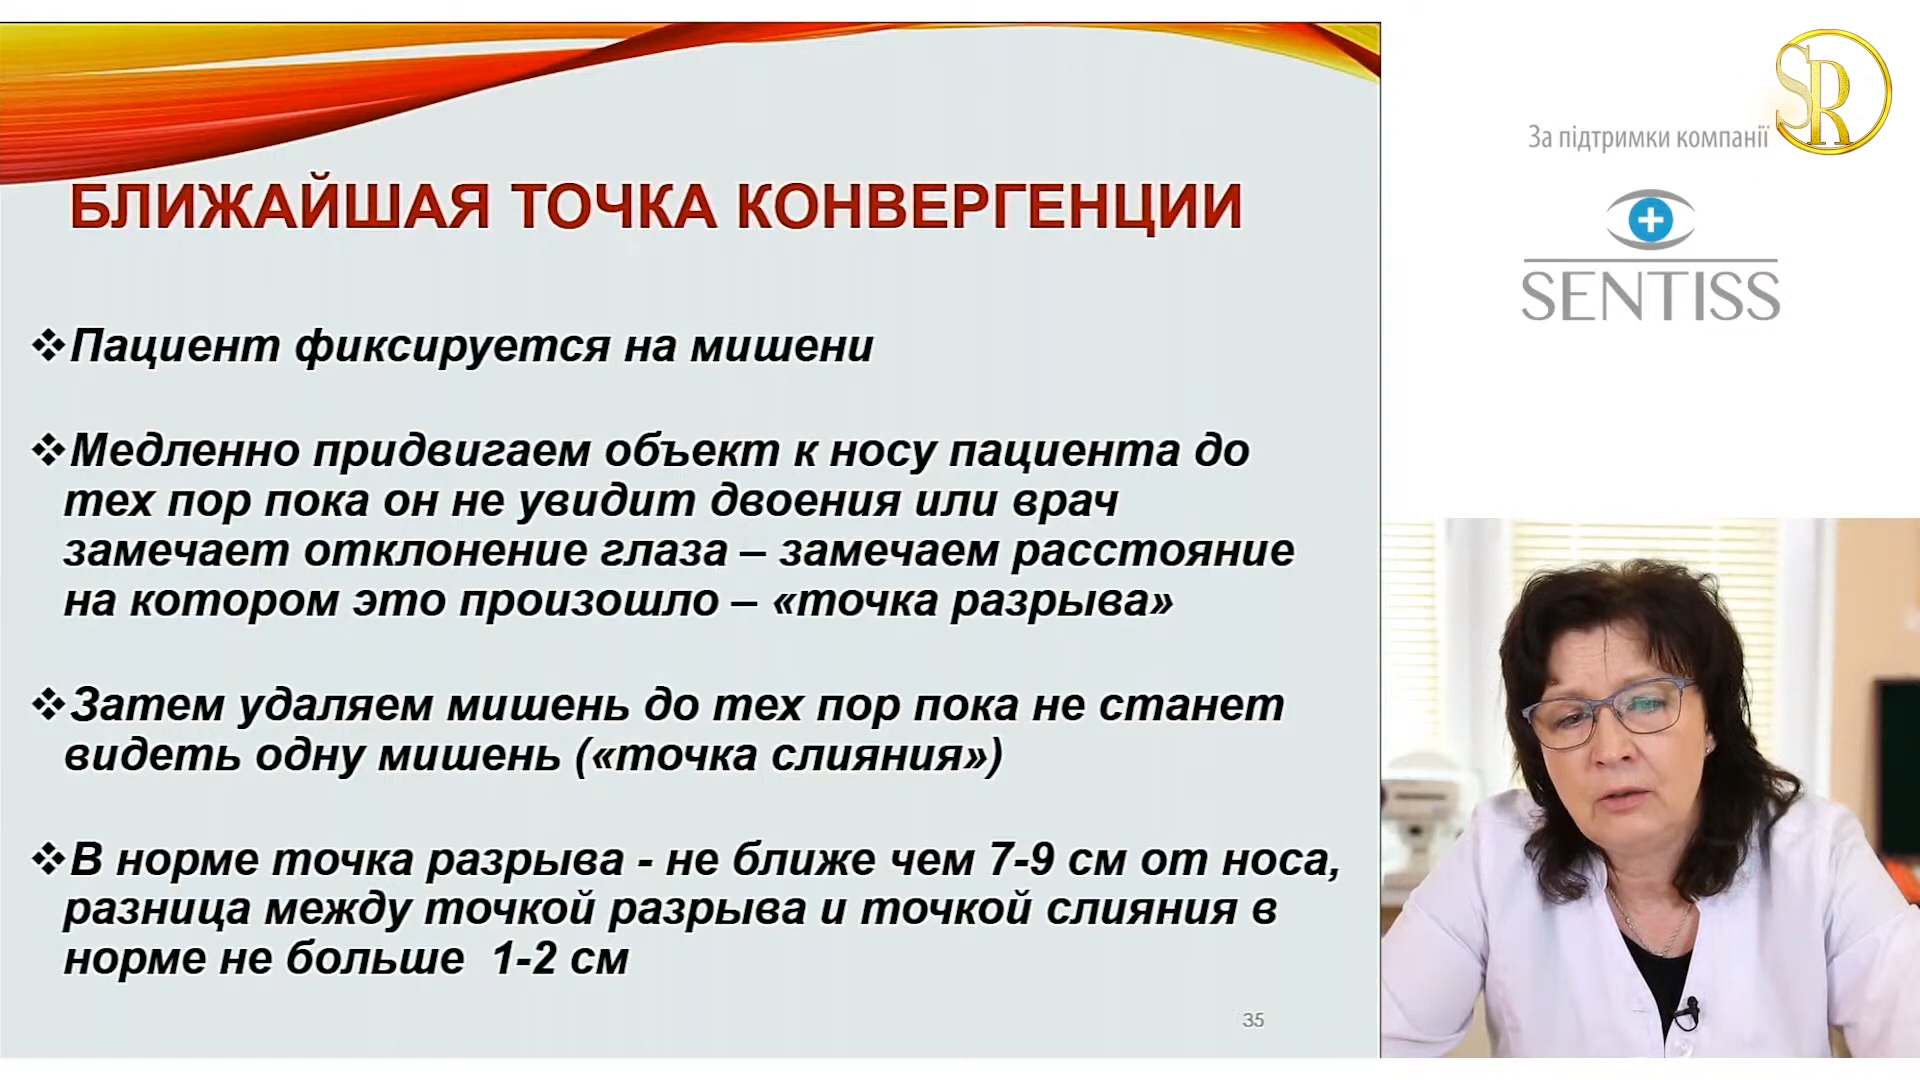 БЛИЖАЙШАЯ ТОЧКА КОНВЕРГЕНЦИИ
❖Пациент фиксируется на мишени
❖Медленно придвигаем объект к носу пациента до
тех пор пока он не увидит двоения или врач
замечает отклонение глаза – замечаем расстояние
на котором это произошло – «точка разрыва»
❖Затем удаляем мишень до тех пор пока не станет
видеть одну мишень («точка слияния»)
❖В норме точка разрыва - не ближе чем 7-9 см от носа,
разница между точкой разрыва и точкой слияния в
норме не больше 1-2 см
35
За підтримки компанії
SR
SENTISS